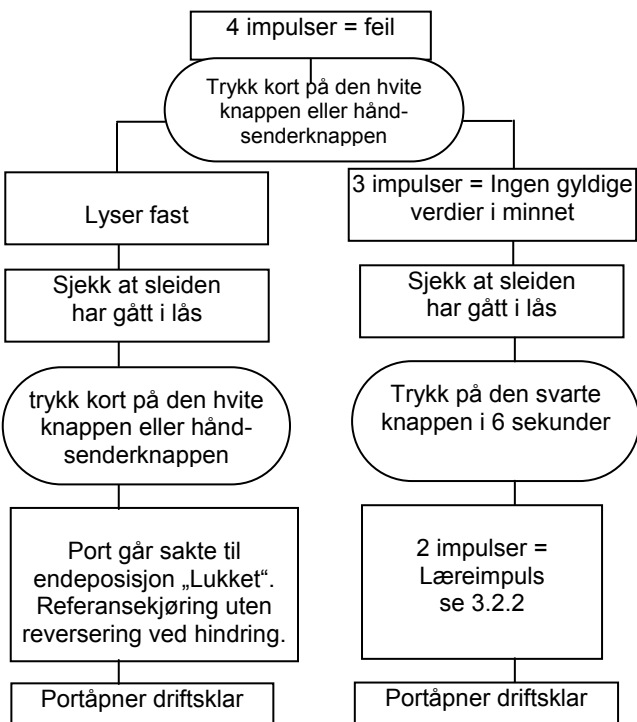 4 impulser = feil
Trykk kort på den hvite
knappen eller hånd-
senderknappen
Lyser fast
Sjekk at sleiden
har gått i lås
trykk kort på den hvite
knappen eller hånd-
senderknappen
Port går sakte til
endeposisjon „Lukket“.
Referansekjøring uten
reversering ved hindring.
Portåpner driftsklar
3 impulser = Ingen gyldige
verdier i minnet
Sjekk at sleiden
har gått i lås
Trykk på den svarte
knappen i 6 sekunder
2 impulser =
Læreimpuls
se 3.2.2
Portåpner driftsklar